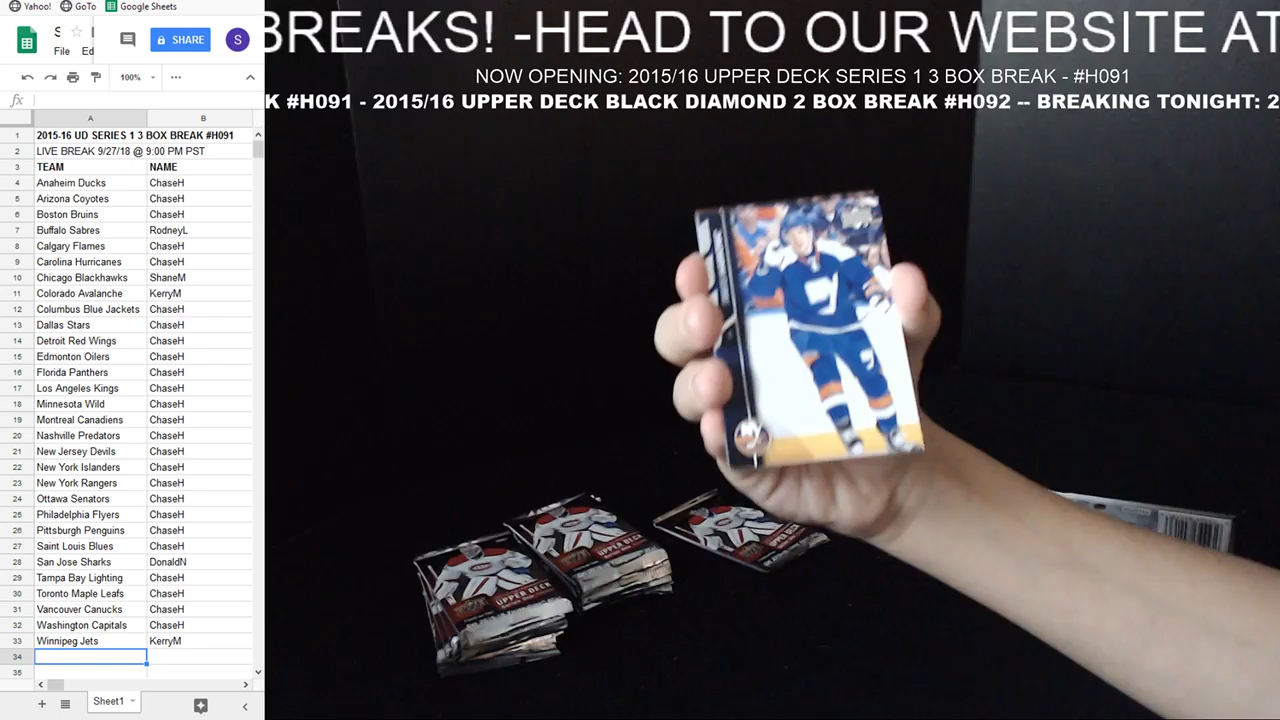 Yahoo! GoTo Google Sheets
S
File Ed
SHARE
S
100%
fx
A B
1 2015-16 UD SERIES 1 3 BOX BREAK #H091
2 LIVE BREAK 9/27/18 @ 9:00 PM PST
3 TEAM NAME
4 Anaheim Ducks ChaseH
5 Arizona Coyotes ChaseH
6 Boston Bruins ChaseH
7 Buffalo Sabres RodneyL
8 Calgary Flames ChaseH
9 Carolina Hurricanes ChaseH
10 Chicago Blackhawks ShaneM
11 Colorado Avalanche KerryM
12 Columbus Blue Jackets ChaseH
13 Dallas Stars ChaseH
14 Detroit Red Wings ChaseH
15 Edmonton Oilers ChaseH
16 Florida Panthers ChaseH
17 Los Angeles Kings ChaseH
18 Minnesota Wild ChaseH
19 Montreal Canadiens ChaseH
20 Nashville Predators ChaseH
21 New Jersey Devils ChaseH
22 New York Islanders ChaseH
23 New York Rangers ChaseH
24 Ottawa Senators ChaseH
25 Philadelphia Flyers ChaseH
26 Pittsburgh Penguins ChaseH
27 Saint Louis Blues ChaseH
28 San Jose Sharks DonaldN
29 Tampa Bay Lighting ChaseH
30 Toronto Maple Leafs ChaseH
31 Vancouver Canucks ChaseH
32 Washington Capitals ChaseH
33 Winnipeg Jets KerryM
34
35
Sheet1
BREAKS! -HEAD TO OUR WEBSITE AT
NOW OPENING: 2015/16 UPPER DECK SERIES 1 3 BOX BREAK - #H091
K #H091 - 2015/16 UPPER DECK BLACK DIAMOND 2 BOX BREAK #H092 -- BREAKING TONIGHT: 2
UPPER DECK
UPPER DECK
UPPER DECK